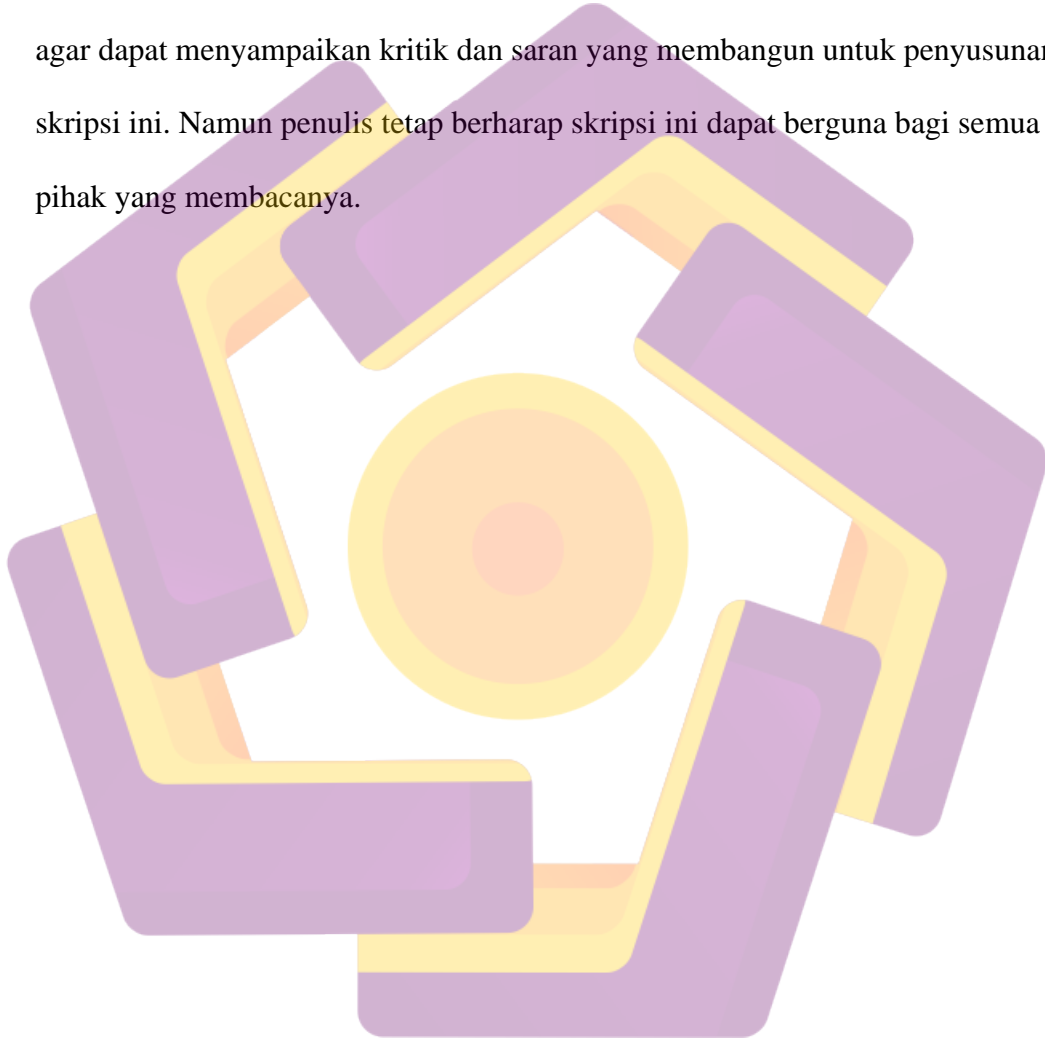 agar dapat menyampaikan kritik dan saran yang membangun untuk penyusunan
skripsi ini. Namun penulis tetap berharap skripsi ini dapat berguna bagi semua
pihak yang membacanya.